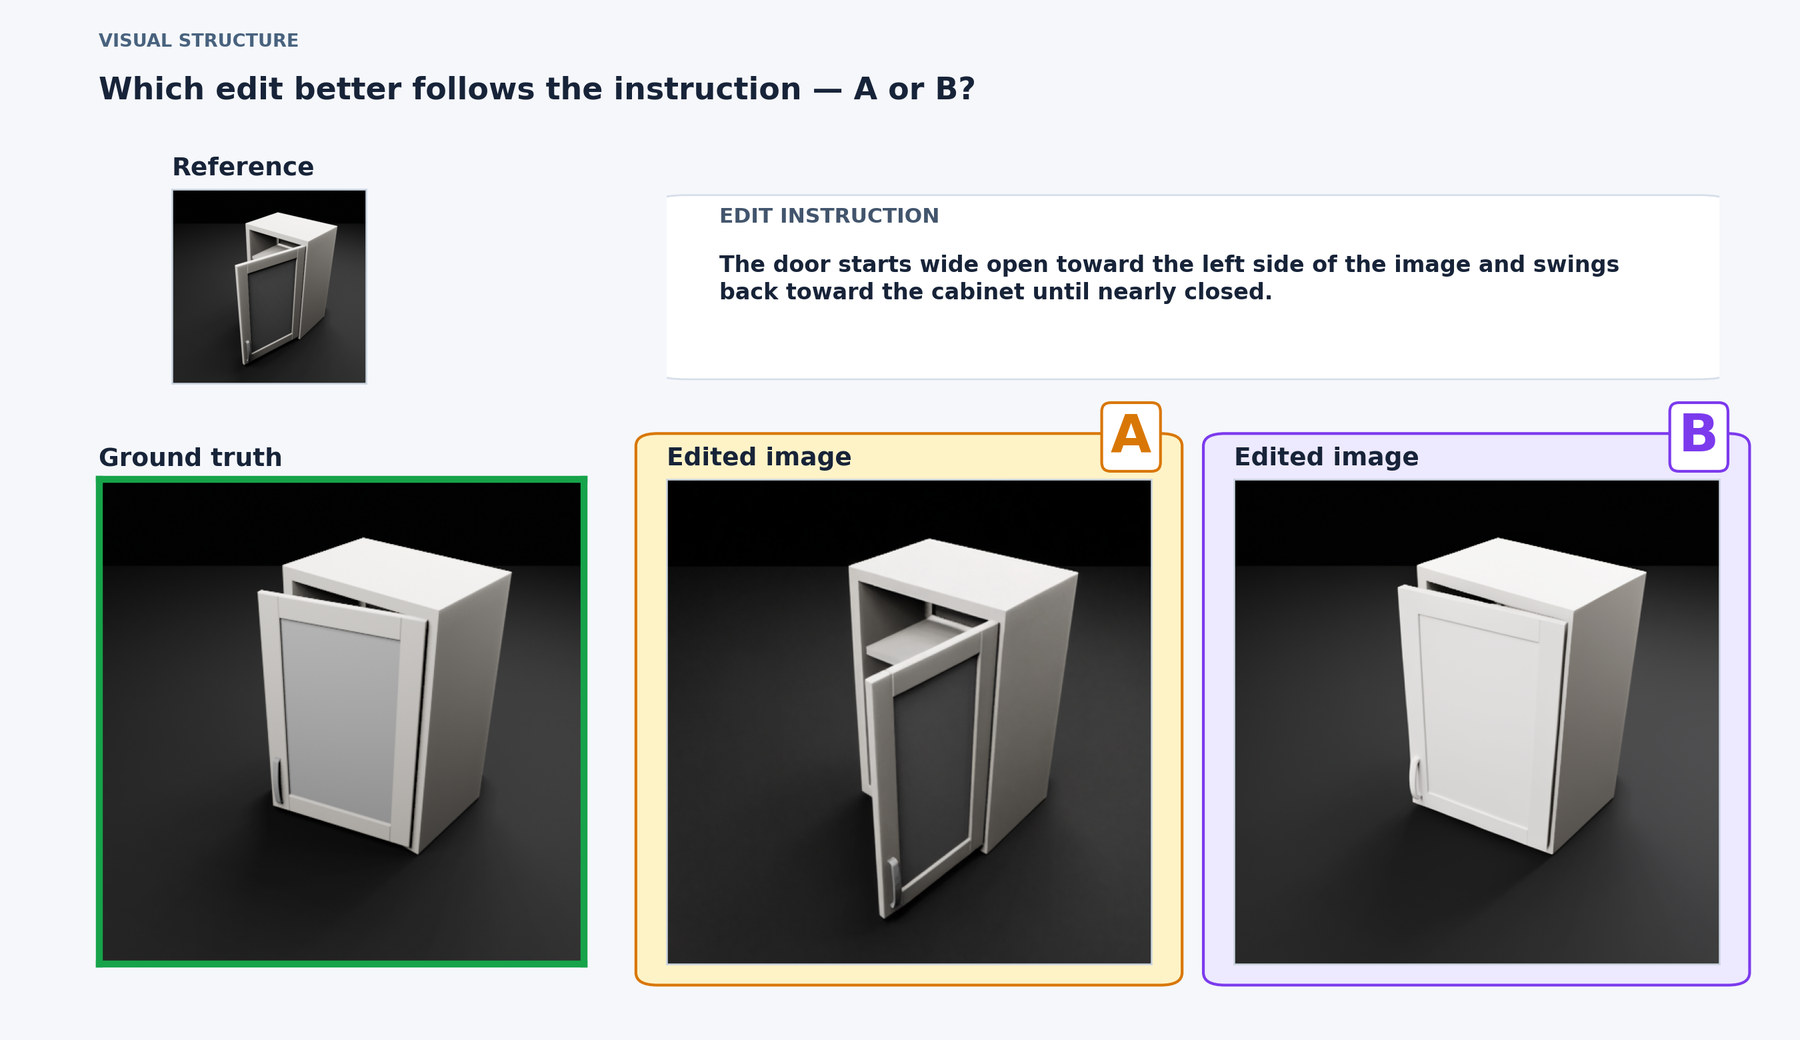 VISUAL STRUCTURE
Which edit better follows the instruction — A or B?
Reference
EDIT INSTRUCTION
The door starts wide open toward the left side of the image and swings
back toward the cabinet until nearly closed.
Ground truth
Edited image
A
Edited image
B